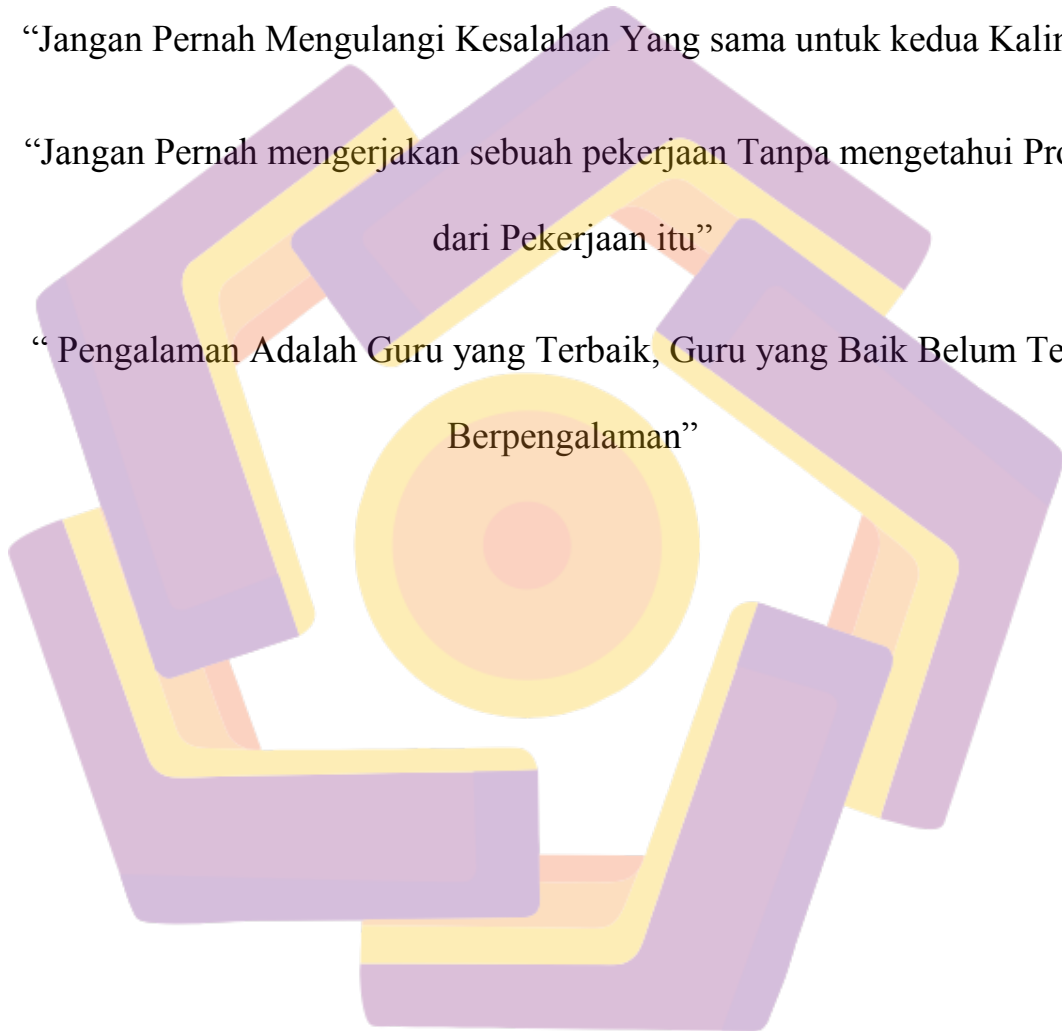 “Jangan Pernah Mengulangi Kesalahan Yang sama untuk kedua
“Jangan Pernah mengerjakan sebuah pekerjaan Tanpa mengetahui
dari Pekerjaan itu”
“ Pengalaman Adalah Guru yang Terbaik, Guru yang Baik Belum
Berpengalaman”